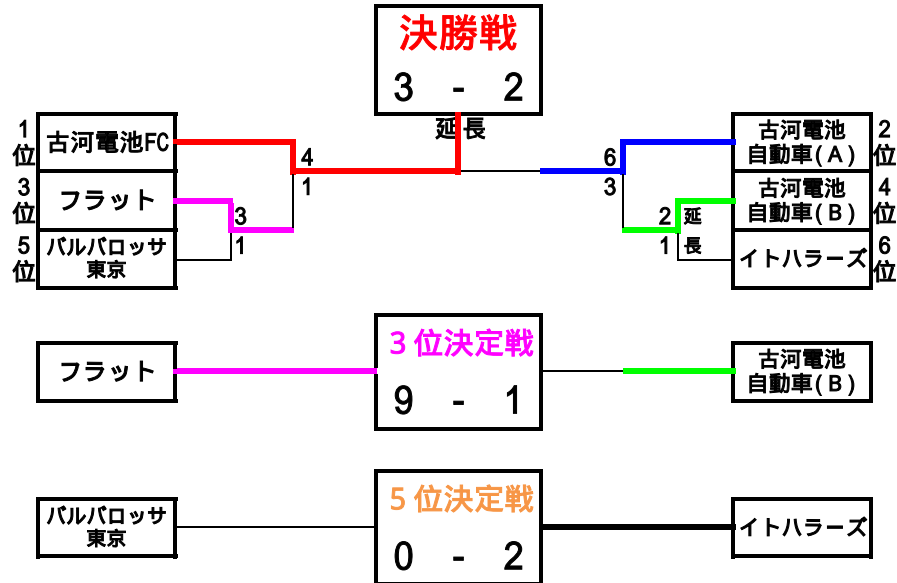 決勝戦
3 - 2
延長
1位
古河電池FC
4
1
3位
フラット
3
1
5位
バルバロッサ
東京
古河電池
自動車(A)
2位
6
3
古河電池
自動車(B)
4位
2
1
延長
イトハラーズ
6位
フラット
3位決定戦
9 - 1
古河電池
自動車(B)
バルバロッサ
東京
5位決定戦
0 - 2
イトハラーズ